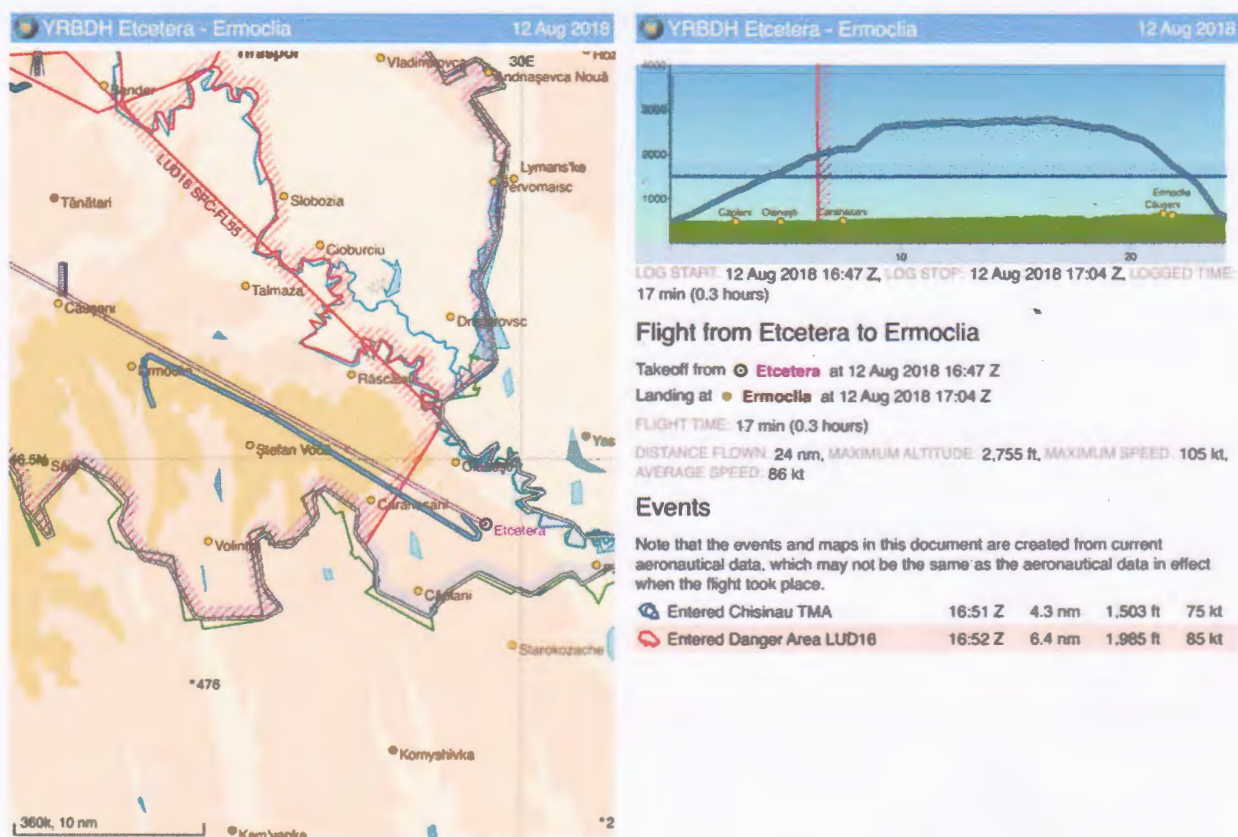 YRBDH Etcetera - Ermoclia 12 Aug 2018
Tiraspol
Vladimirovca
30E
Andriaşevca Nouă
Bender
LUD16 SFC-FL55
Lymans'ke
Pervomaisc
Tănătari
Slobozia
Cioburciu
Talmaza
Căuşeni
Ermoclia
Răscăieţi
Ştefan Vodă
46.5N
Olăneşti
Carahasani
Etcetera
Căplani
Starokozache
*476
Komyshivka
360k, 10 nm
YRBDH Etcetera - Ermoclia 12 Aug 2018
4000
3000
2000
1000
Căplani
Olăneşti
Carahasani
Ermoclia
Căuşeni
10
20
LOG START: 12 Aug 2018 16:47 Z, LOG STOP: 12 Aug 2018 17:04 Z, LOGGED TIME:
17 min (0.3 hours)
Flight from Etcetera to Ermoclia
Takeoff from Etcetera at 12 Aug 2018 16:47 Z
Landing at Ermoclia at 12 Aug 2018 17:04 Z
FLIGHT TIME: 17 min (0.3 hours)
DISTANCE FLOWN: 24 nm, MAXIMUM ALTITUDE: 2,755 ft, MAXIMUM SPEED: 105 kt,
AVERAGE SPEED: 86 kt
Events
Note that the events and maps in this document are created from current
aeronautical data, which may not be the same as the aeronautical data in effect
when the flight took place.
Entered Chisinau TMA 16:51 Z 4.3 nm 1,503 ft 75 kt
Entered Danger Area LUD16 16:52 Z 6.4 nm 1,985 ft 85 kt